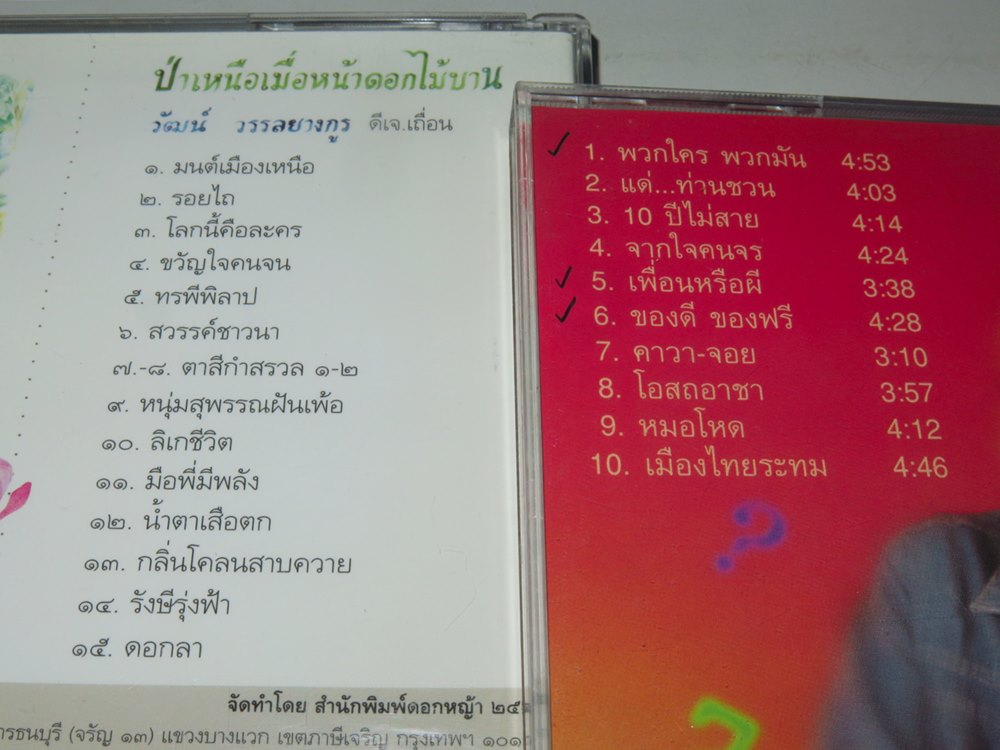 ป่าเหนือเมื่อหน้าดอกไม้บาน
วัฒน์ วรรลยางกูร ดีเจ.เถื่อน
๑. มนต์เมืองเหนือ
๒. รอยไถ
๓. โลกนี้คือละคร
๔. ขวัญใจคนจน
๕. ทรพีพิลาป
๖. สวรรค์ชาวนา
๗.-๘. ตาสีกำสรวล ๑-๒
๙. หนุ่มสุพรรณฝันเพ้อ
๑๐. ลิเกชีวิต
๑๑. มือพี่มีพลัง
๑๒. น้ำตาเสือตก
๑๓. กลิ่นโคลนสาบควาย
๑๔. รังษีรุ่งฟ้า
๑๕. ดอกลา
จัดทำโดย สำนักพิมพ์ดอกหญ้า ๒๕
ารธนบุรี (จรัญ ๑๓) แขวงบางแวก เขตภาษีเจริญ กรุงเทพฯ ๑๐๑
1. พวกใคร พวกมัน 4:53
2. แด่...ท่านชวน 4:03
3. 10 ปีไม่สาย 4:14
4. จากใจคนจร 4:24
5. เพื่อนหรือผี 3:38
6. ของดี ของฟรี 4:28
7. คาวา-จอย 3:10
8. โอสถอาชา 3:57
9. หมอโหด 4:12
10. เมืองไทยระทม 4:46
?
?